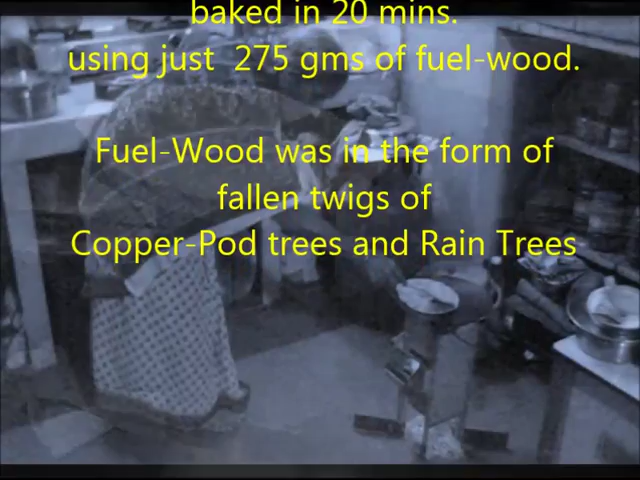 baked in 20 mins.
using just 275 gms of fuel-wood.
Fuel-Wood was in the form of
fallen twigs of
Copper-Pod trees and Rain Trees